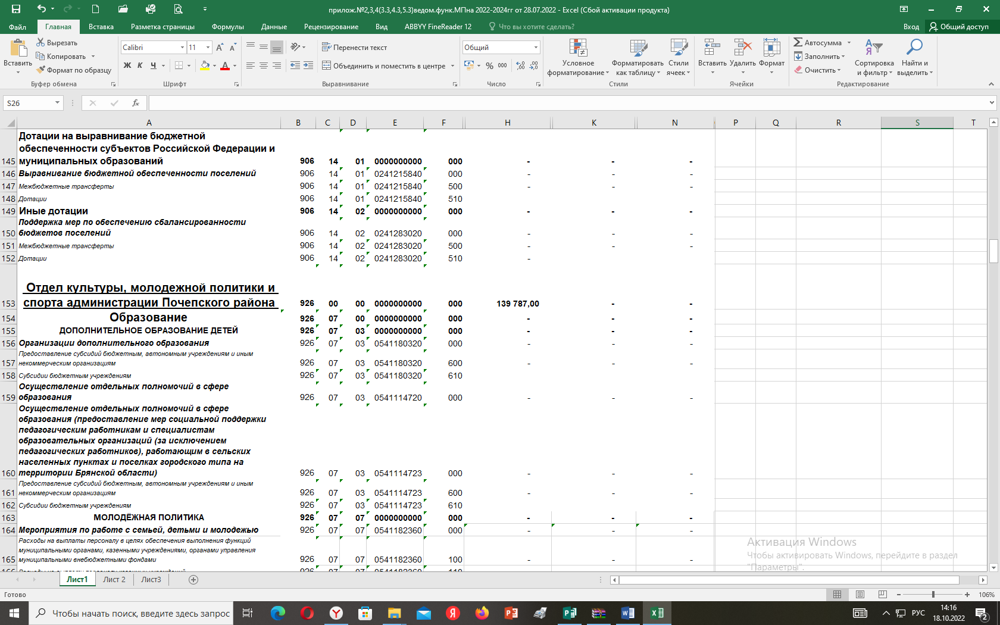 прилож.№2,3,4(3.3,4.3,5.3)ведом.функ.МПна 2022-2024гг от 28.07.2022 - Excel (Сбой активации продукта)
Файл Главная Вставка Разметка страницы Формулы Данные Рецензирование Вид ABBYY FineReader 12 Что вы хотите сделать? Вход Общий доступ
Вставить Вырезать Копировать Формат по образцу Буфер обмена
Calibri 11 Ж К Ч А Шрифт
Перенести текст
Объединить и поместить в центре
Выравнивание
Общий % 000 Число
Условное форматирование Форматировать как таблицу Стили ячеек Стили
Вставить Удалить Формат Ячейки
Автосумма Заполнить Очистить Сортировка и фильтр Найти и выделить Редактирование
S26 fx
A B C D E F H K N P Q R S T
Дотации на выравнивание бюджетной
обеспеченности субъектов Российской Федерации и
145 муниципальных образований 906 14 01 0000000000 000 - - -
146 Выравнивание бюджетной обеспеченности поселений 906 14 01 0241215840 000 - - -
147 Межбюджетные трансферты 906 14 01 0241215840 500 - - -
148 Дотации 906 14 01 0241215840 510
149 Иные дотации 906 14 02 0000000000 000 - - -
Поддержка мер по обеспечению сбалансированности
150 бюджетов поселений 906 14 02 0241283020 000 - - -
151 Межбюджетные трансферты 906 14 02 0241283020 500 - - -
152 Дотации 906 14 02 0241283020 510 -
Отдел культуры, молодежной политики и
153 спорта администрации Почепского района 926 00 00 0000000000 000 139 787,00 - -
154 Образование 926 07 00 0000000000 000 - - -
155 ДОПОЛНИТЕЛЬНОЕ ОБРАЗОВАНИЕ ДЕТЕЙ 926 07 03 0000000000 000 - - -
156 Организации дополнительного образования 926 07 03 0541180320 000 - - -
Предоставление субсидий бюджетным, автономным учреждениям и иным
157 некоммерческим организациям 926 07 03 0541180320 600 - - -
158 Субсидии бюджетным учреждениям 926 07 03 0541180320 610
Осуществление отдельных полномочий в сфере
159 образования 926 07 03 0541114720 000 - - -
Осуществление отдельных полномочий в сфере
образования (предоставление мер социальной поддержки
педагогическим работникам и специалистам
образовательных организаций (за исключением
педагогических работников), работающим в сельских
населенных пунктах и поселках городского типа на
160 территории Брянской области) 926 07 03 0541114723 000 - - -
Предоставление субсидий бюджетным, автономным учреждениям и иным
161 некоммерческим организациям 926 07 03 0541114723 600 - - -
162 Субсидии бюджетным учреждениям 926 07 03 0541114723 610
163 МОЛОДЁЖНАЯ ПОЛИТИКА 926 07 07 0000000000 000 - - -
164 Мероприятия по работе с семьей, детьми и молодежью 926 07 07 0541182360 000 - - -
Расходы на выплаты персоналу в целях обеспечения выполнения функций
муниципальными органами, казенными учреждениями, органами управления
165 муниципальными внебюджетными фондами 926 07 07 0541182360 100 - - -
Активация Windows
Чтобы активировать Windows, перейдите в раздел
"Параметры".
Лист1 Лист 2 Лист3
Готово 106%
Чтобы начать поиск, введите здесь запрос РУС 14:16
18.10.2022 2